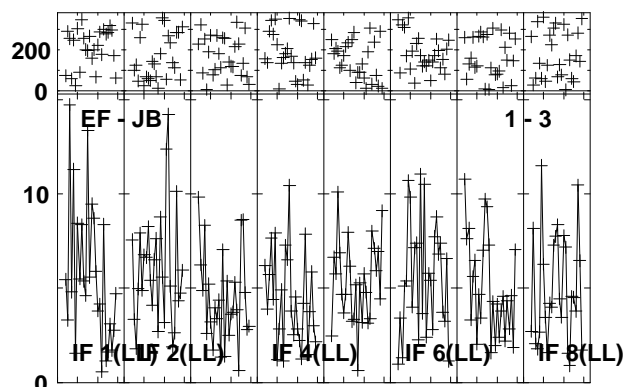 200
0
EF - JB 1 - 3
10
IF 1(LL) IF 2(LL) IF 4(LL) IF 6(LL) IF 8(LL)
0